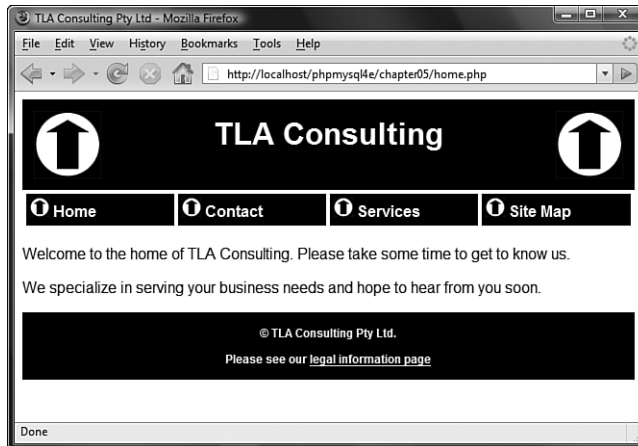 TLA Consulting Pty Ltd - Mozilla Firefox
File Edit View History Bookmarks Tools Help
http://localhost/phpmysql4e/chapter05/home.php
TLA Consulting
Home Contact Services Site Map
Welcome to the home of TLA Consulting. Please take some time to get to know us.
We specialize in serving your business needs and hope to hear from you soon.
© TLA Consulting Pty Ltd.
Please see our legal information page
Done